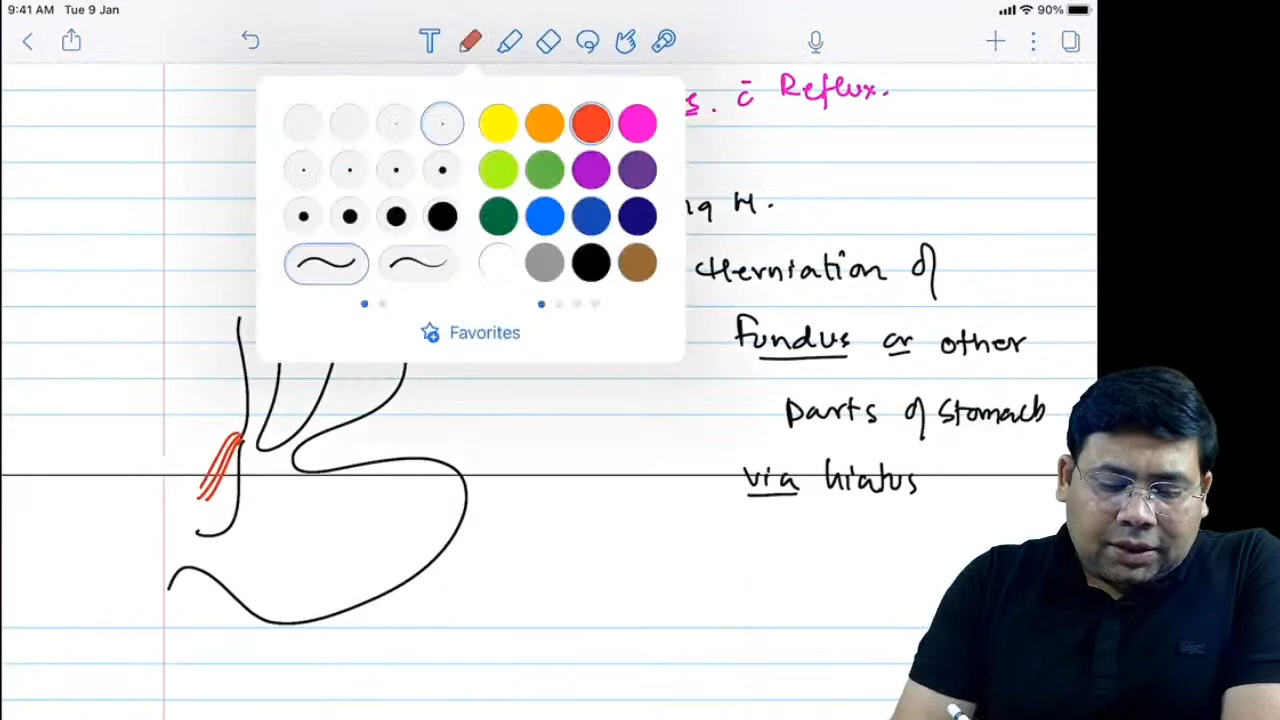 9:41 AM Tue 9 Jan
90%
s. c̄ Reflux.
H.
Herniation of
Fundus or other
Favorites
parts of stomach
via hiatus